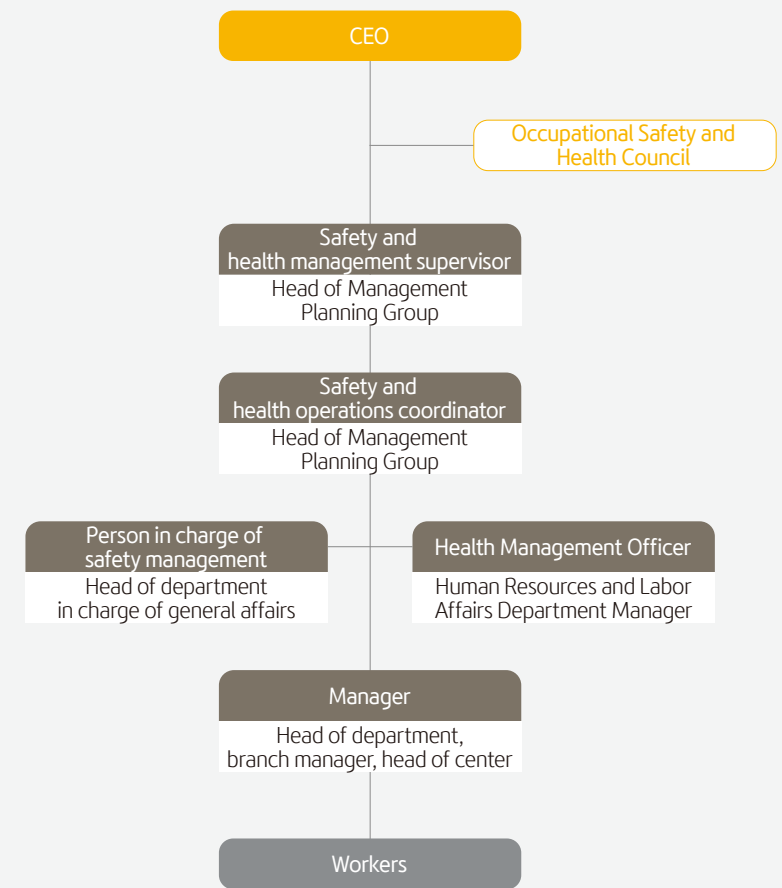 CEO
Occupational Safety and
Health Council
Safety and
health management supervisor
Head of Management
Planning Group
Safety and
health operations coordinator
Head of Management
Planning Group
Person in charge of
safety management
Head of department
in charge of general affairs
Health Management Officer
Human Resources and Labor
Affairs Department Manager
Manager
Head of department,
branch manager, head of center
Workers